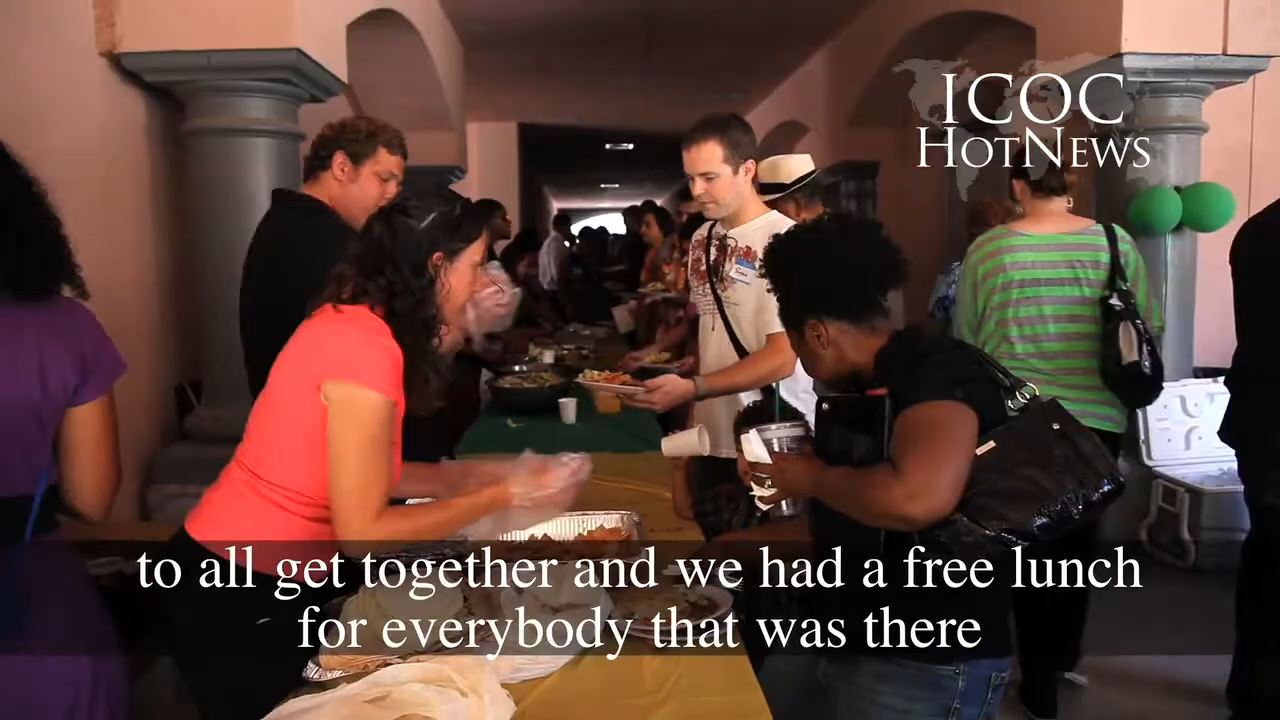 ICOC
HOTNEWS
to all get together and we had a free lunch
for everybody that was there